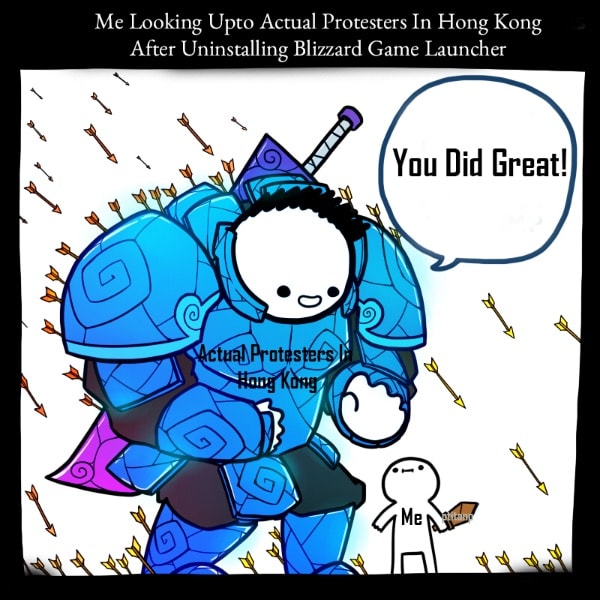 Me Looking Upto Actual Protesters In Hong Kong
After Uninstalling Blizzard Game Launcher
You Did Great!
Actual Protesters In
Hong Kong
Me